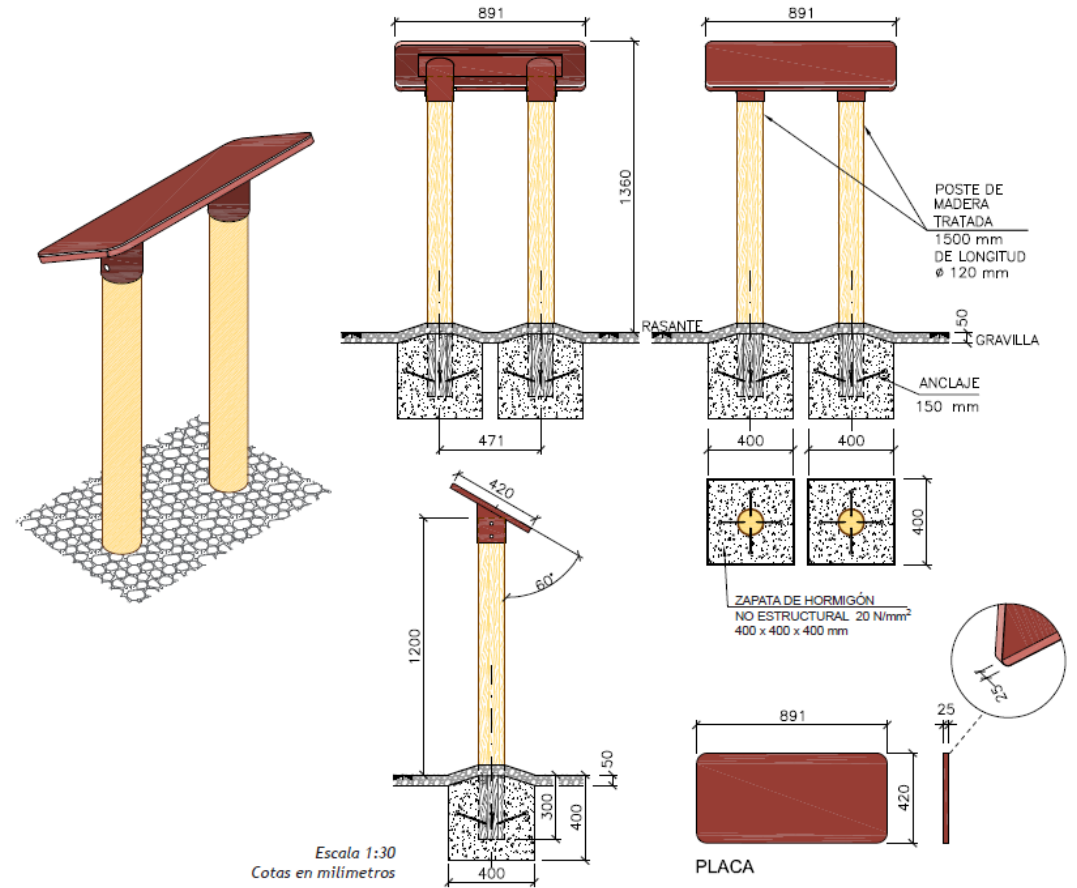 891
891
1360
POSTE DE
MADERA
TRATADA
1500 mm
DE LONGITUD
ø 120 mm
RASANTE
50
GRAVILLA
ANCLAJE
150 mm
471
400
400
420
400
60°
ZAPATA DE HORMIGÓN
NO ESTRUCTURAL 20 N/mm²
400 x 400 x 400 mm
1200
25
891
25
50
300
400
420
Escala 1:30
Cotas en milimetros
400
PLACA